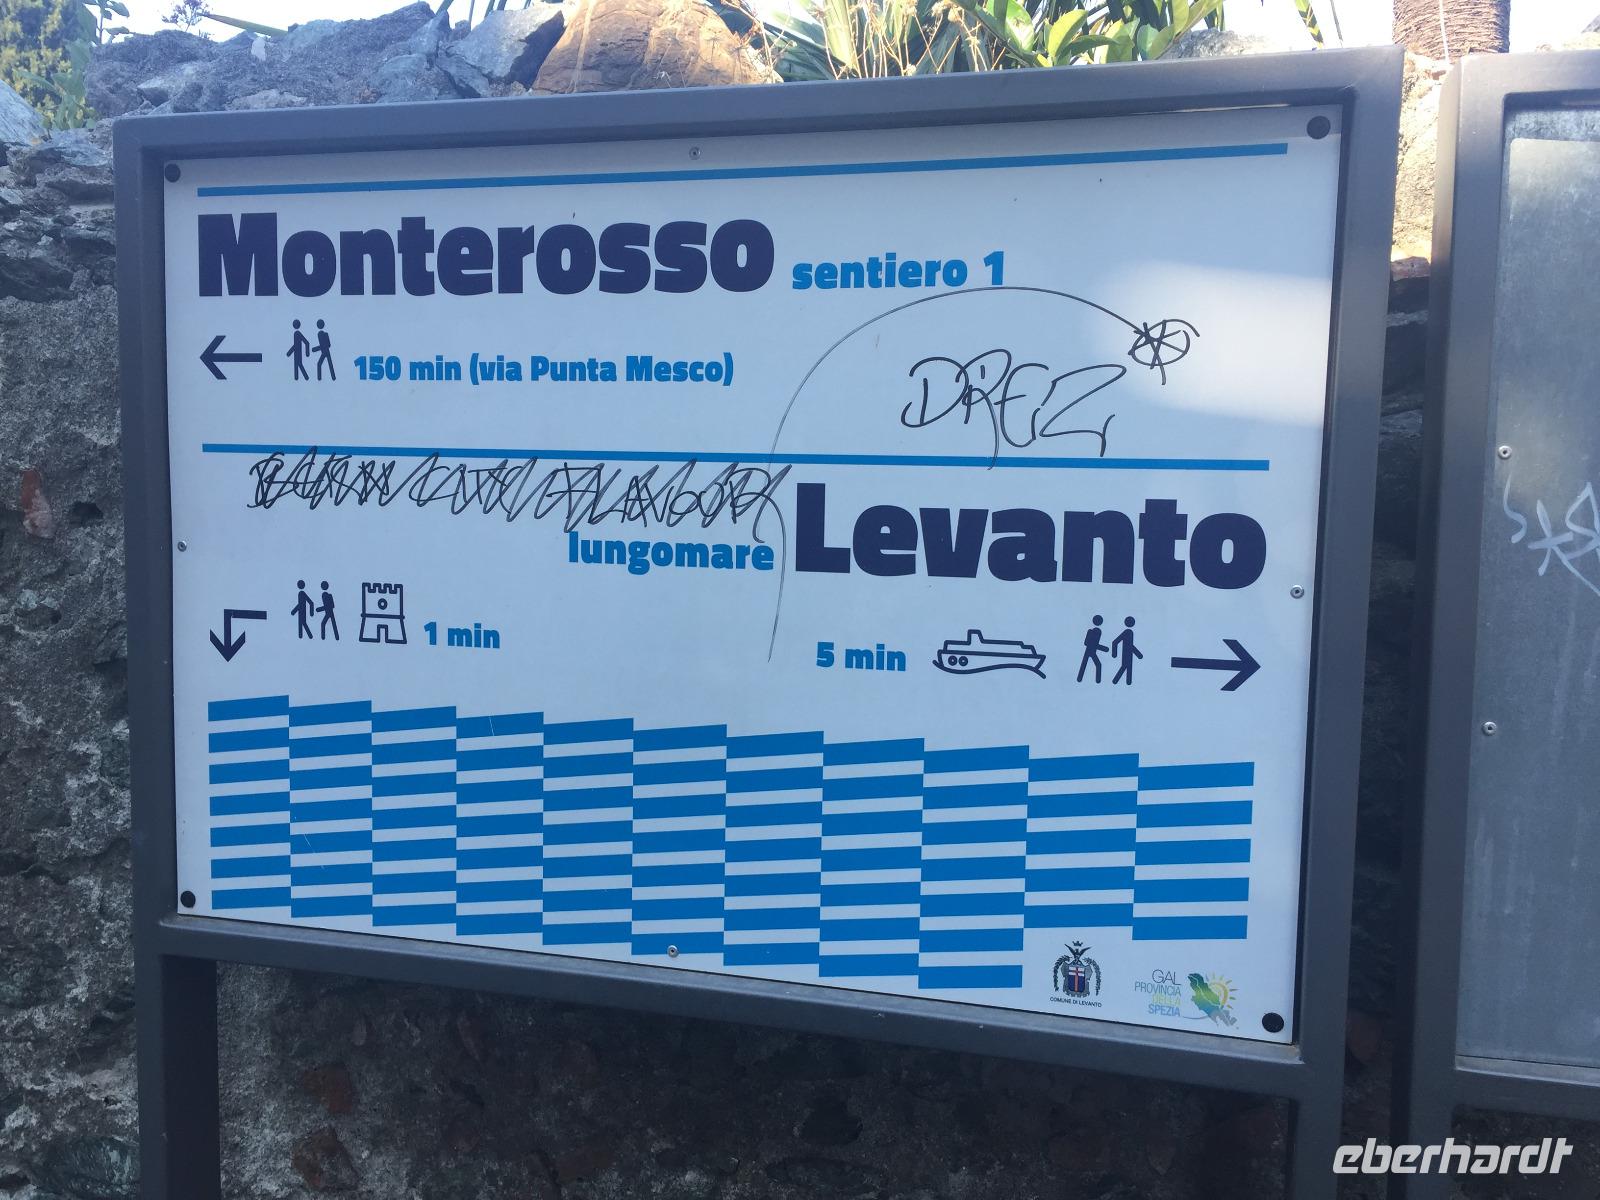 Monterosso sentiero 1
150 min (via Punta Mesco)
DREZ
lungomare Levanto
1 min
5 min
COMUNE DI LEVANTO
GAL
PROVINCIA
DELLA
SPEZIA
eberhardt